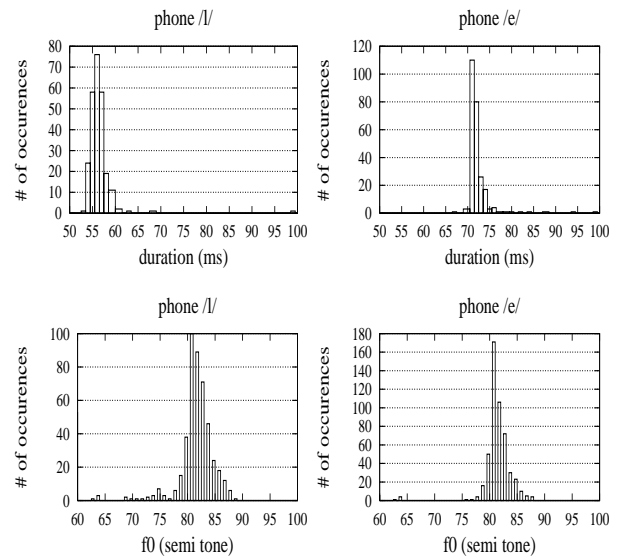 phone /l/
# of occurences
80
70
60
50
40
30
20
10
0
50 55 60 65 70 75 80 85 90 95 100
duration (ms)
phone /e/
# of occurences
120
100
80
60
40
20
0
50 55 60 65 70 75 80 85 90 95 100
duration (ms)
phone /l/
# of occurences
100
80
60
40
20
0
60 65 70 75 80 85 90 95 100
f0 (semi tone)
phone /e/
# of occurences
180
160
140
120
100
80
60
40
20
0
60 65 70 75 80 85 90 95 100
f0 (semi tone)